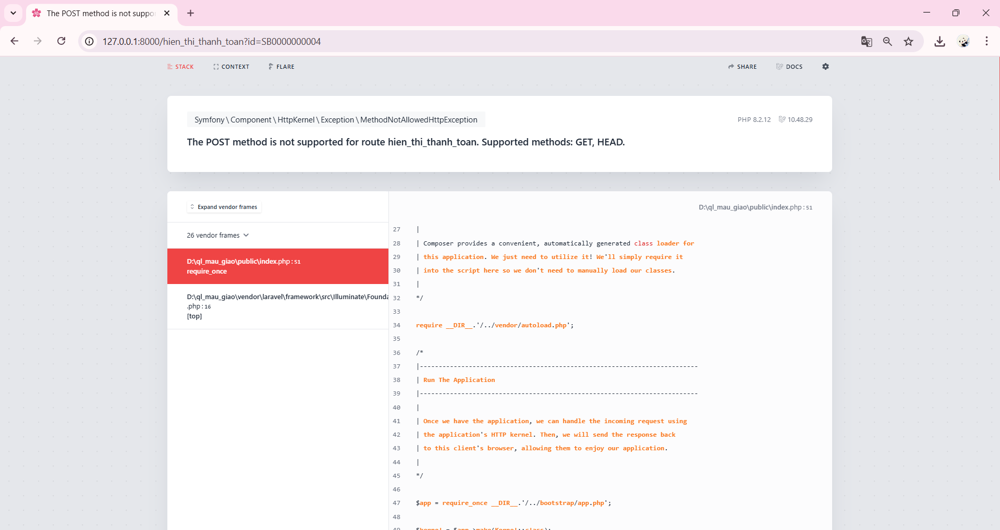 The POST method is not suppo
127.0.0.1:8000/hien_thi_thanh_toan?id=SB0000000004
STACK CONTEXT FLARE SHARE DOCS
Symfony\Component\HttpKernel\Exception\MethodNotAllowedHttpException
PHP 8.2.12 10.48.29
The POST method is not supported for route hien_thi_thanh_toan. Supported methods: GET, HEAD.
Expand vendor frames
26 vendor frames
D:\ql_mau_giao\public\index.php:51
require_once
D:\ql_mau_giao\vendor\laravel\framework\src\Illuminate\Founda
.php:16
[top]
D:\ql_mau_giao\public\index.php:51
27 |
28 | Composer provides a convenient, automatically generated class loader for
29 | this application. We just need to utilize it! We'll simply require it
30 | into the script here so we don't need to manually load our classes.
31 |
32 */
33
34 require __DIR__.'/../vendor/autoload.php';
35
36 /*
37 |--------------------------------------------------------------------------
38 | Run The Application
39 |--------------------------------------------------------------------------
40 |
41 | Once we have the application, we can handle the incoming request using
42 | the application's HTTP kernel. Then, we will send the response back
43 | to this client's browser, allowing them to enjoy our application.
44 |
45 */
46
47 $app = require_once __DIR__.'/../bootstrap/app.php';
48
49 $kernel = $app->make(Kernel::class);